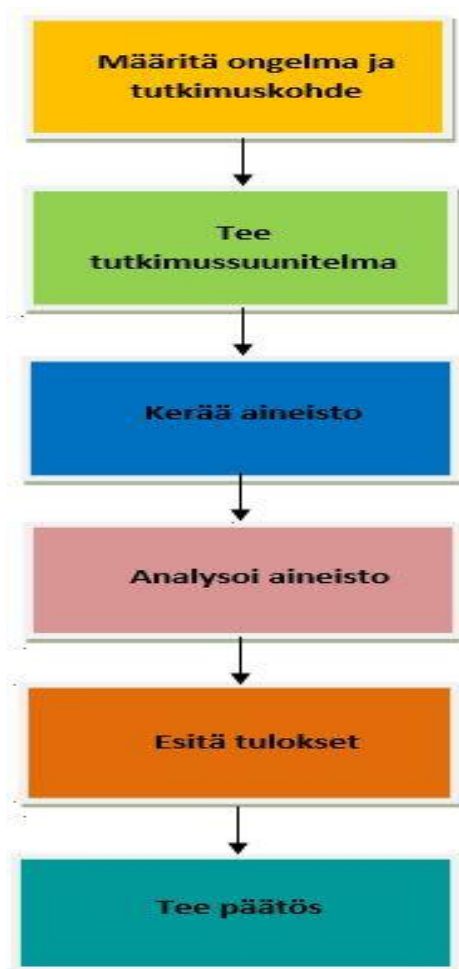 Määritä ongelma ja
tutkimuskohde
Tee
tutkimussuunitelma
Kerää aineisto
Analysoi aineisto
Esitä tulokset
Tee päätös